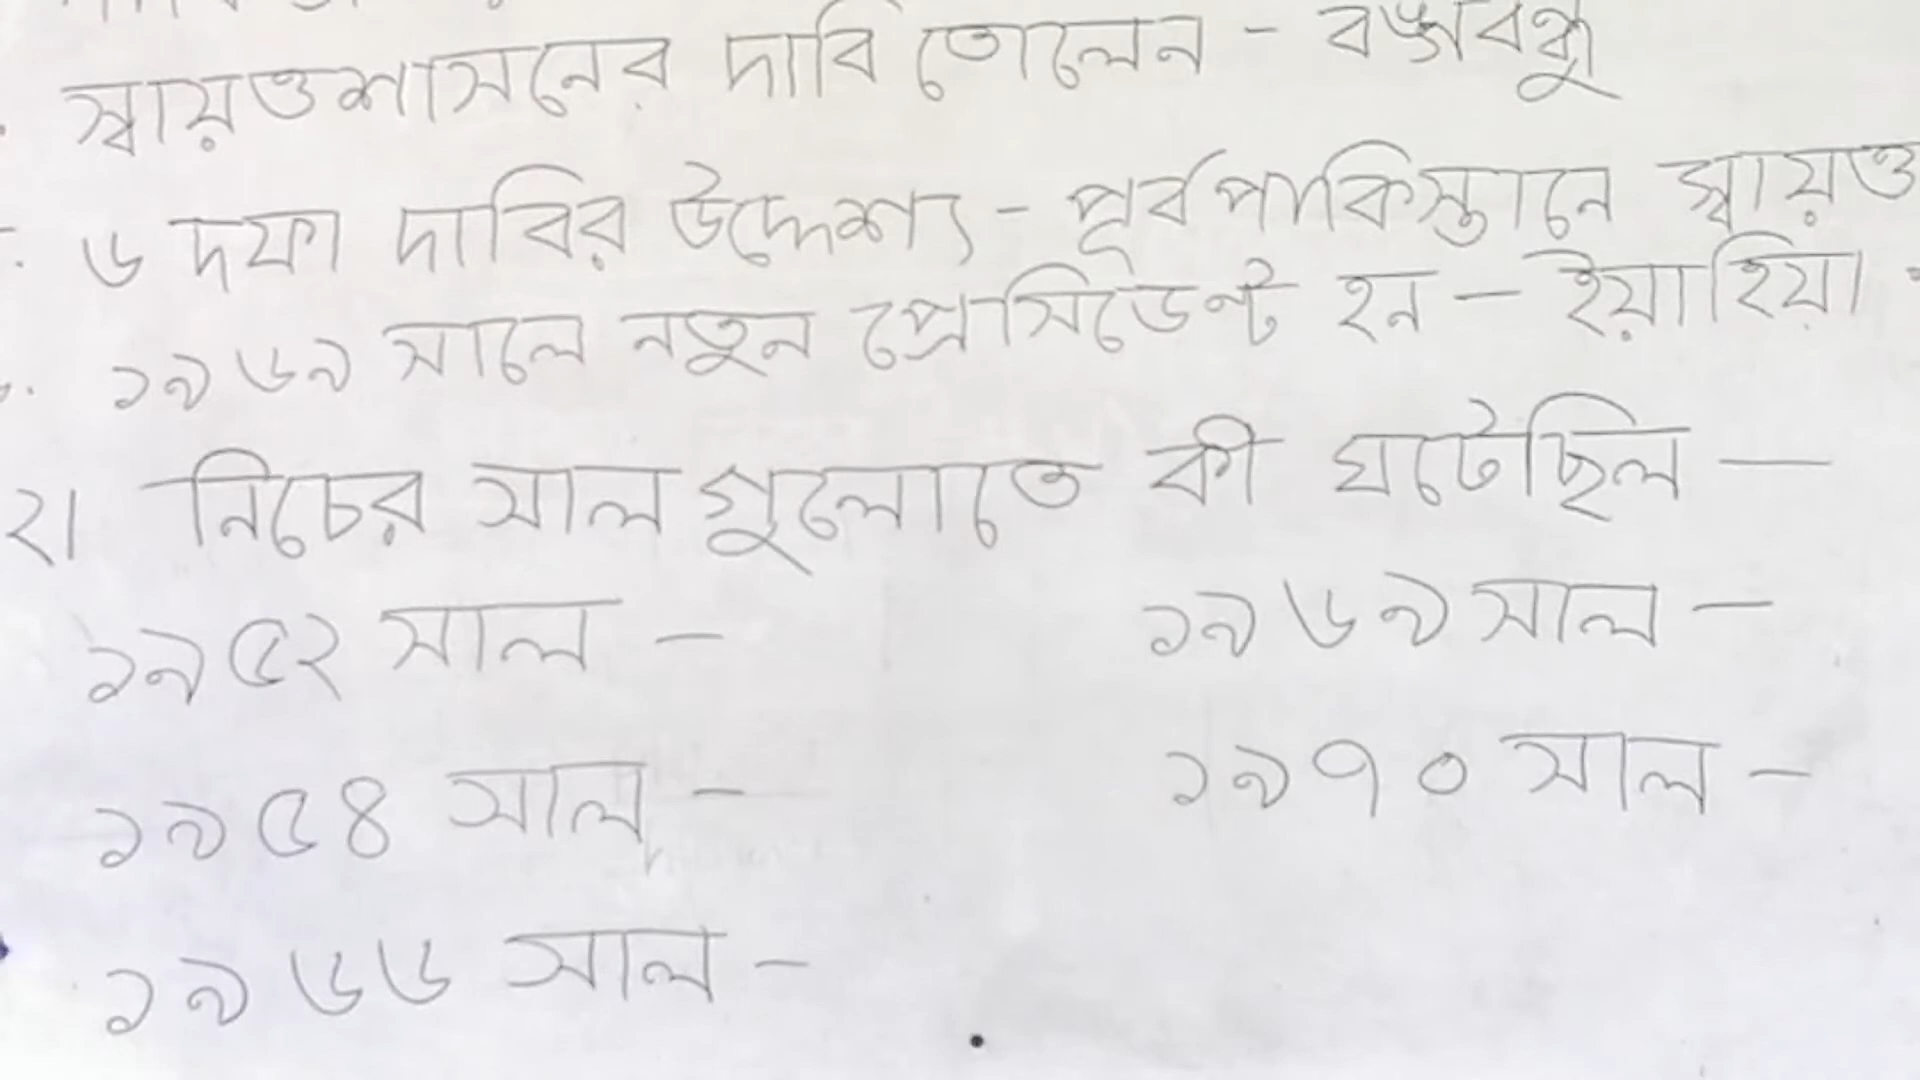 স্বায়ত্তশাসনের দাবি তোলেন - বঙ্গবন্ধু
৬ দফা দাবির উদ্দেশ্য - পূর্ব পাকিস্তানে স্বায়ত্ত
১৯৬৯ সালে নতুন প্রেসিডেন্ট হন - ইয়াহিয়া
২। নিচের সালগুলোতে কী ঘটেছিল —
১৯৫২ সাল -
১৯৬৯ সাল -
১৯৫৪ সাল -
১৯৭০ সাল -
১৯৬৬ সাল -